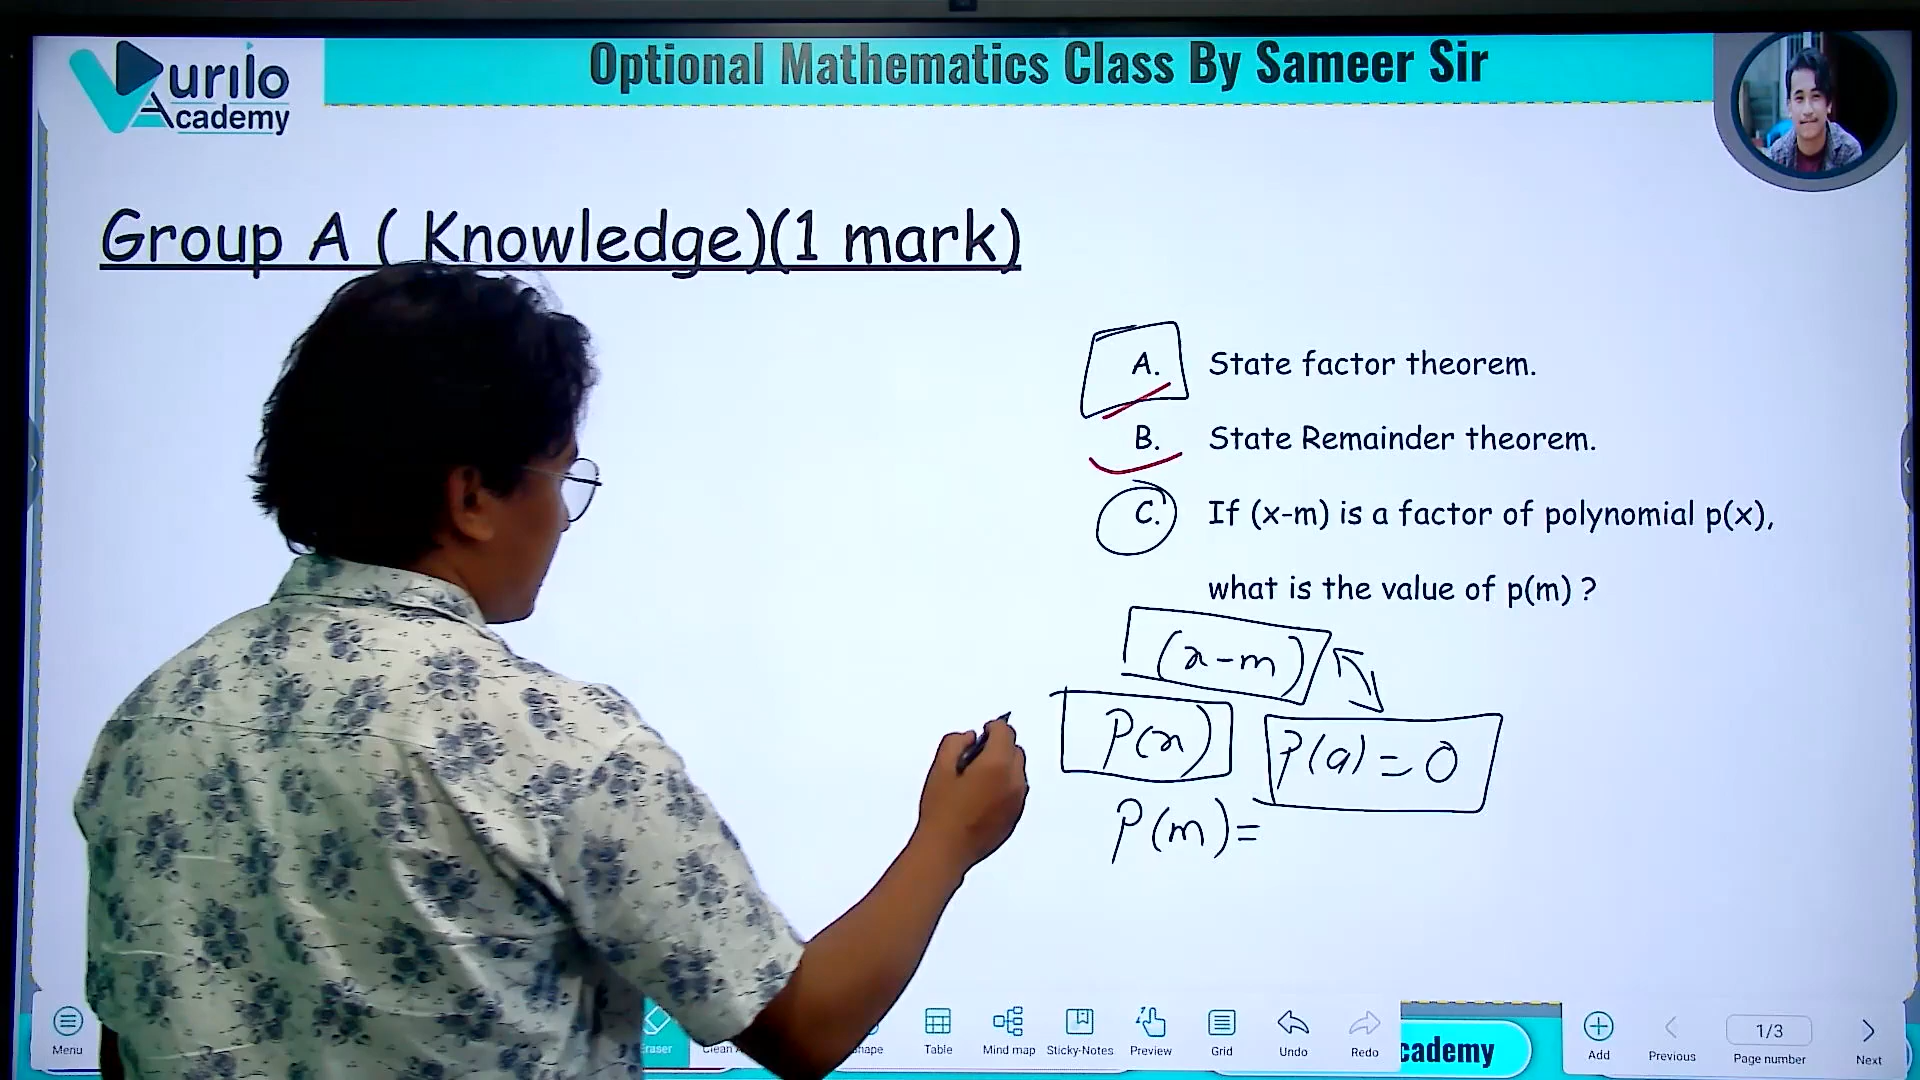 urilo
Academy
Optional Mathematics Class By Sameer Sir
Group A ( Knowledge)(1 mark)
A. State factor theorem.
B. State Remainder theorem.
C. If (x-m) is a factor of polynomial p(x),
what is the value of p(m) ?
(x-m)
P(x)
P(a) = 0
P(m) =
Menu
Eraser
Clean
Shape
Table
Mind map
Sticky-Notes
Preview
Grid
Undo
Redo
cademy
Add
Previous
1/3
Page number
Next